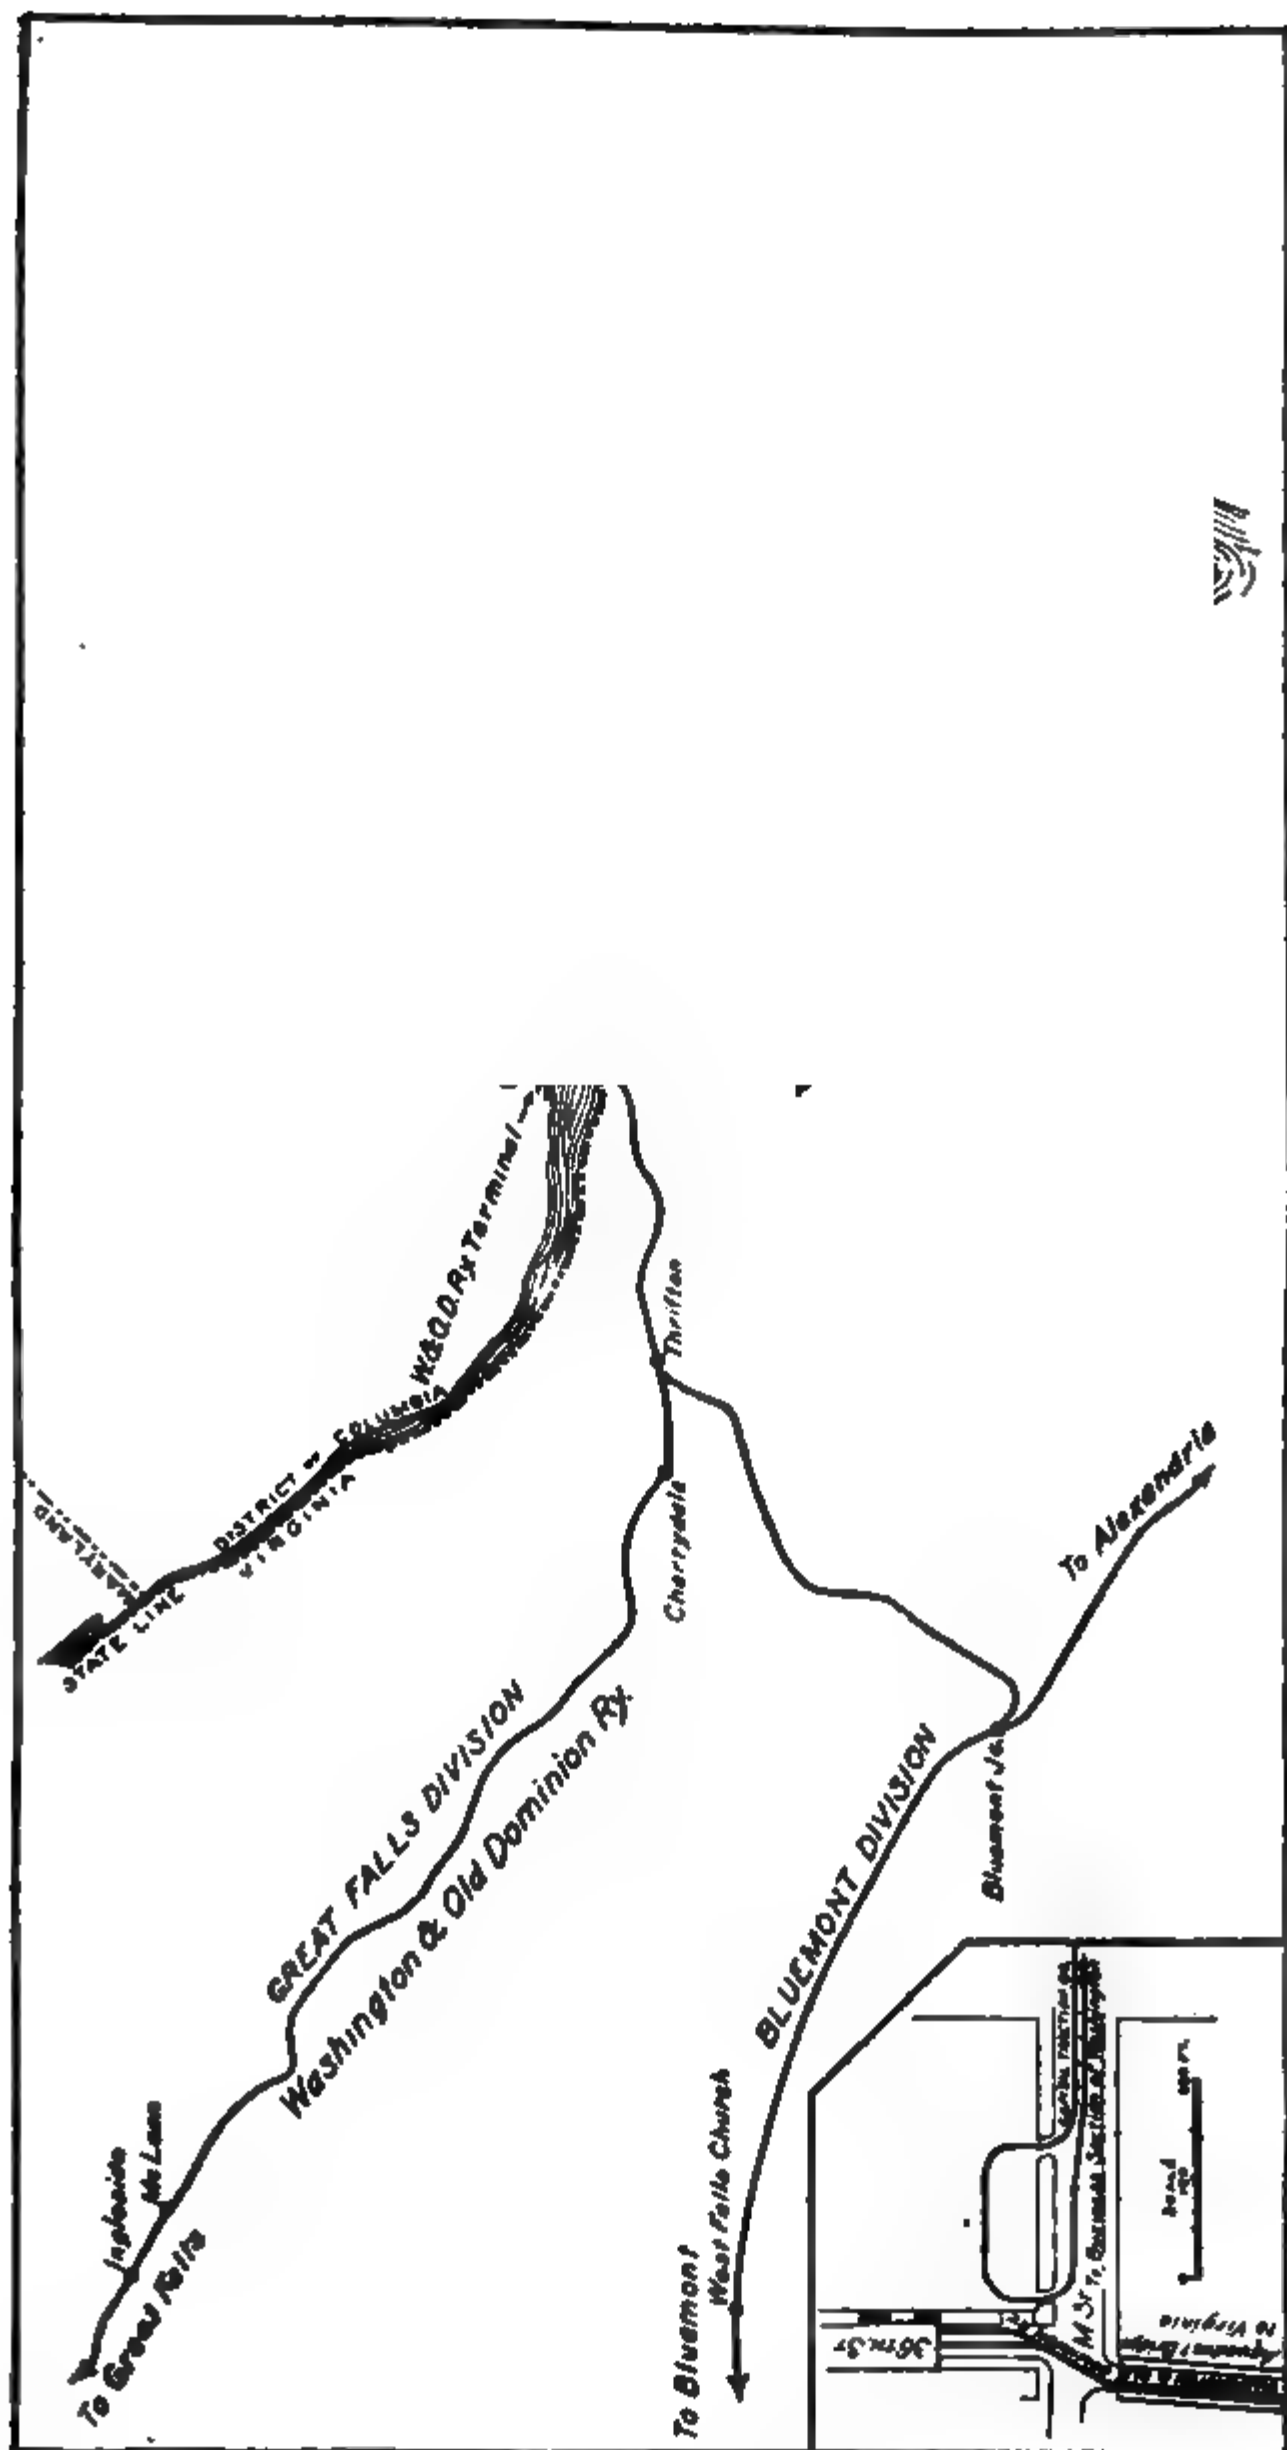 MARYLAND
STATE LINE
DISTRICT OF COLUMBIA
VIRGINIA
W.& O.D. Ry Terminal
Thrifton
Cherrydale
GREAT FALLS DIVISION
Washington & Old Dominion Ry.
Ingleside
McLean
To Great Falls
To Alexandria
Bluemont Jc.
BLUEMONT DIVISION
West Falls Church
To Bluemont
36TH. ST
M St
to Virginia